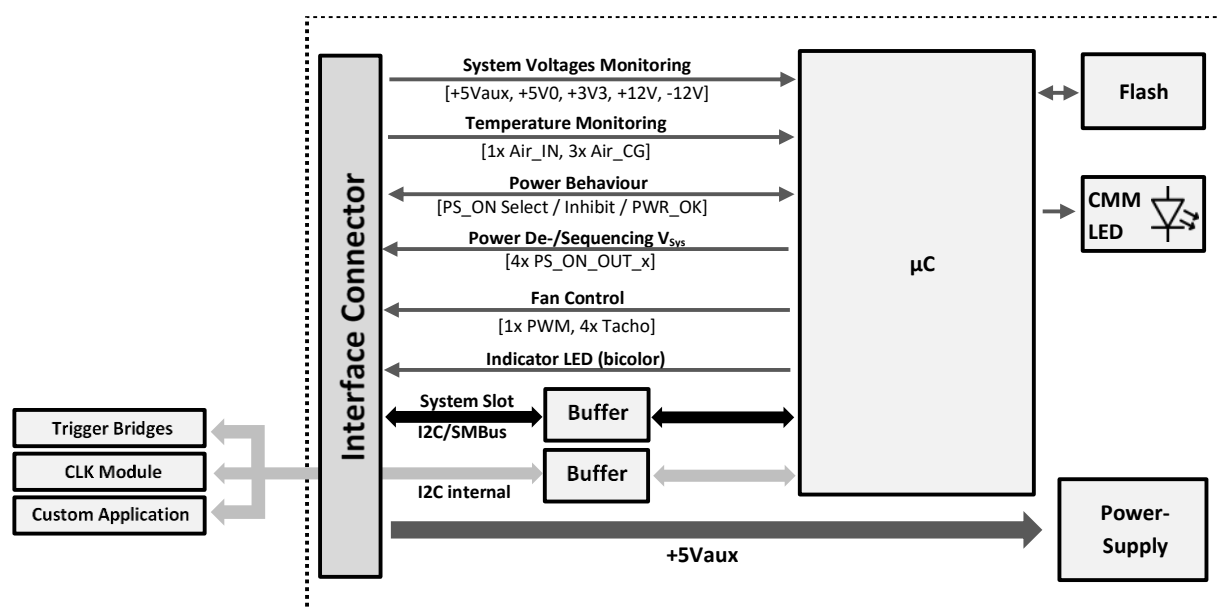 System Voltages Monitoring
[+5Vaux, +5V0, +3V3, +12V, -12V]
Temperature Monitoring
[1x Air_IN, 3x Air_CG]
Power Behaviour
[PS_ON Select / Inhibit / PWR_OK]
Power De-/Sequencing VSys
[4x PS_ON_OUT_x]
Fan Control
[1x PWM, 4x Tacho]
Indicator LED (bicolor)
System Slot
I2C/SMBus
Buffer
I2C internal
Buffer
+5Vaux
Interface Connector
µC
Flash
CMM
LED
Power-
Supply
Trigger Bridges
CLK Module
Custom Application